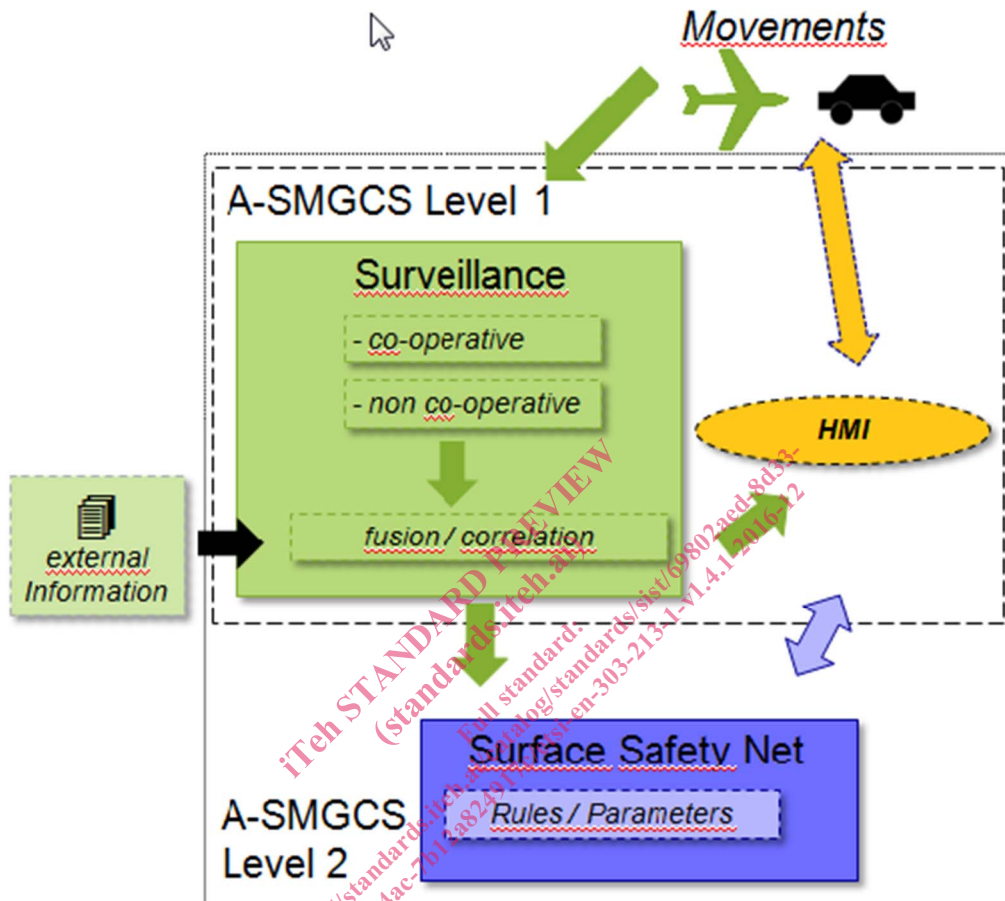 Movements
A-SMGCS Level 1
Surveillance
- co-operative
- non co-operative
HMI
fusion / correlation
external
Information
Surface Safety Net
Rules / Parameters
A-SMGCS
Level 2
iTeh STANDARD PREVIEW
(standards.iteh.ai)
Full standard: